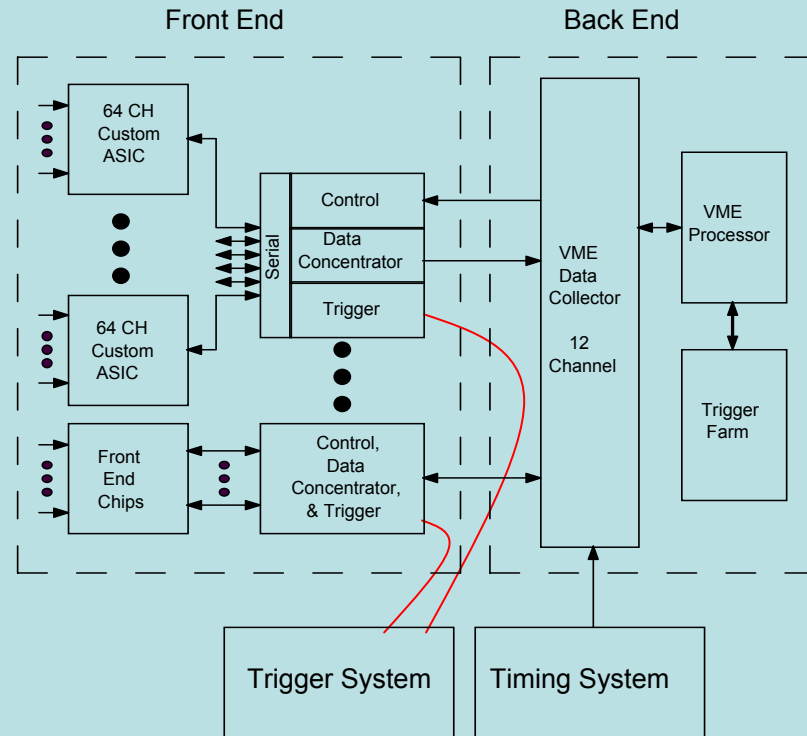 Front End
Back End
64 CH
Custom
ASIC
Serial
Control
Data
Concentrator
Trigger
64 CH
Custom
ASIC
Front
End
Chips
Control,
Data
Concentrator,
& Trigger
VME
Data
Collector
12
Channel
VME
Processor
Trigger
Farm
Trigger System
Timing System